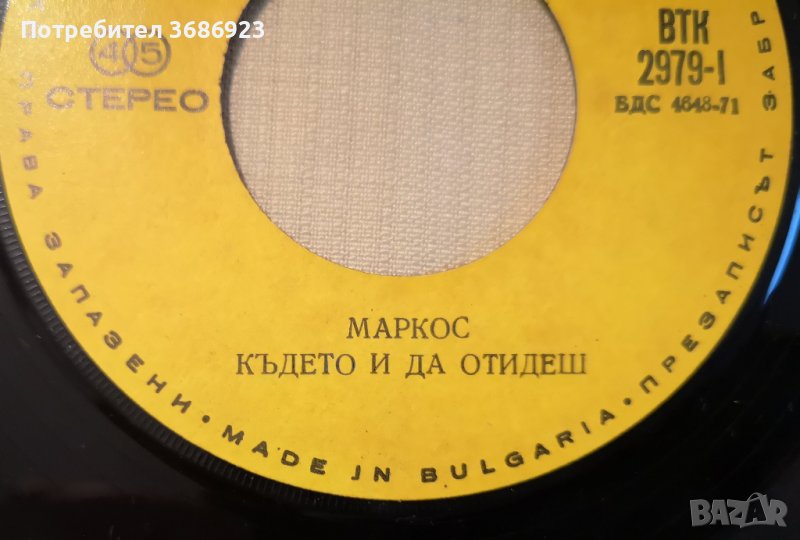 Потребител 3686923
45
СТЕРЕО
ВТК
2979-I
БДС 4648-71
МАРКОС
КЪДЕТО И ДА ОТИДЕШ
ПРАВА ЗАПАЗЕНИ • MADE IN BULGARIA • ПРЕЗАПИСЪТ ЗАБР
BAZAR